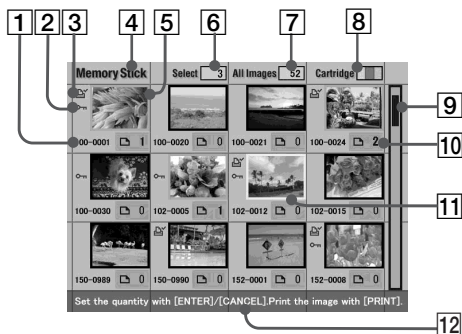 1 2 3 4 5 6 7 8
Memory Stick Select 3 All Images 52 Cartridge
9
100-0001 1 100-0020 0 100-0021 0 100-0024 2
10
100-0030 0 102-0005 1 102-0012 0 102-0015 0
11
150-0989 0 150-0990 0 152-0001 0 152-0008 0
Set the quantity with [ENTER]/[CANCEL].Print the image with [PRINT].
12